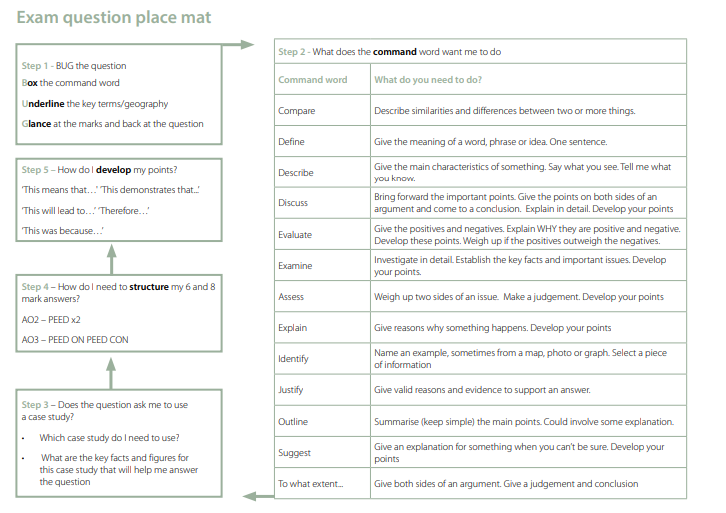 Exam question place mat
Step 1 - BUG the question
Box the command word
Underline the key terms/geography
Glance at the marks and back at the question
Step 2 - What does the command word want me to do
Command word What do you need to do?
Compare Describe similarities and differences between two or more things.
Define Give the meaning of a word, phrase or idea. One sentence.
Describe Give the main characteristics of something. Say what you see. Tell me what
you know.
Discuss Bring forward the important points. Give the points on both sides of an
argument and come to a conclusion. Explain in detail. Develop your points
Evaluate Give the positives and negatives. Explain WHY they are positive and negative.
Develop these points. Weigh up if the positives outweigh the negatives.
Examine Investigate in detail. Establish the key facts and important issues. Develop
your points.
Assess Weigh up two sides of an issue. Make a judgement. Develop your points
Explain Give reasons why something happens. Develop your points
Identify Name an example, sometimes from a map, photo or graph. Select a piece
of information
Justify Give valid reasons and evidence to support an answer.
Outline Summarise (keep simple) the main points. Could involve some explanation.
Suggest Give an explanation for something when you can't be sure. Develop your
points
To what extent... Give both sides of an argument. Give a judgement and conclusion
Step 3 – Does the question ask me to use
a case study?
• Which case study do I need to use?
• What are the key facts and figures for
this case study that will help me answer
the question
Step 4 – How do I need to structure my 6 and 8
mark answers?
AO2 – PEED x2
AO3 – PEED ON PEED CON
Step 5 – How do I develop my points?
'This means that…' 'This demonstrates that...'
'This will lead to…' 'Therefore…'
'This was because…'